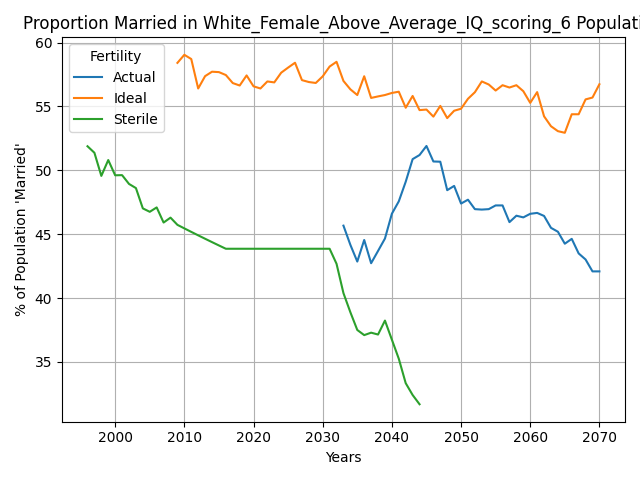 Proportion Married in White_Female_Above_Average_IQ_scoring_6 Populati
Fertility
Actual
Ideal
Sterile
% of Population 'Married'
60
55
50
45
40
35
2000
2010
2020
2030
2040
2050
2060
2070
Years